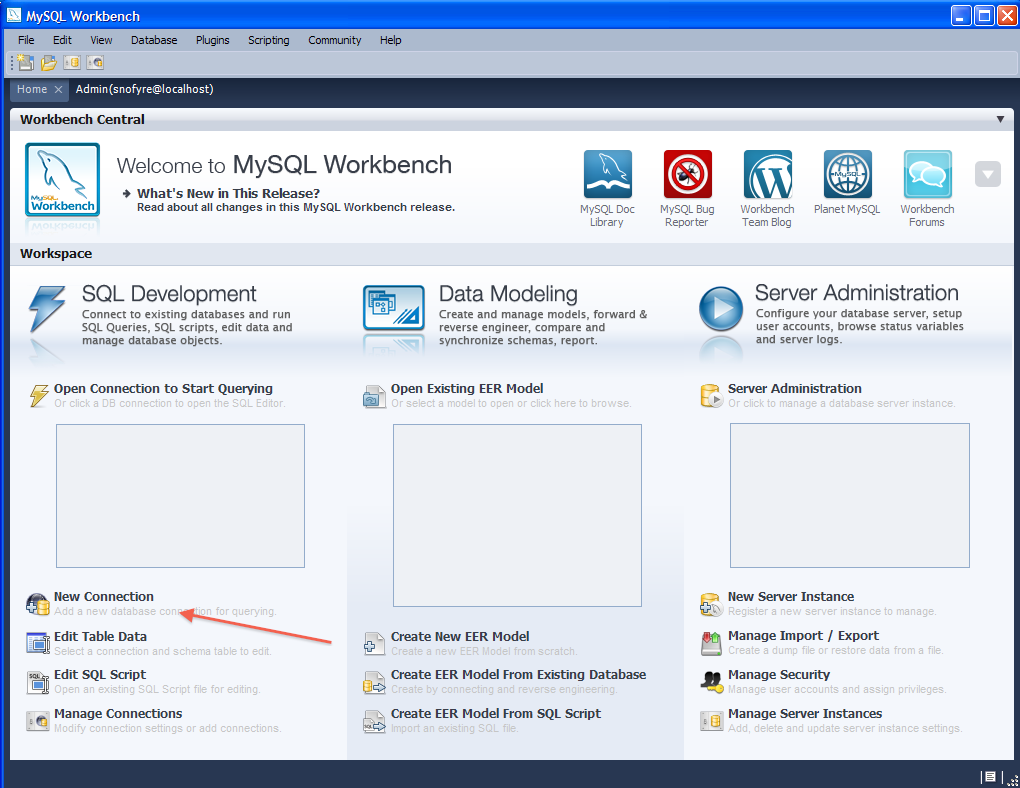 MySQL Workbench
File Edit View Database Plugins Scripting Community Help
Home Admin(snofyre@localhost)
Workbench Central
MySQL
Workbench
Welcome to MySQL Workbench
What's New in This Release?
Read about all changes in this MySQL Workbench release.
MySQL Doc
Library
MySQL Bug
Reporter
Workbench
Team Blog
MySQL
Planet MySQL
Workbench
Forums
Workspace
SQL Development
Connect to existing databases and run
SQL Queries, SQL scripts, edit data and
manage database objects.
Open Connection to Start Querying
Or click a DB connection to open the SQL Editor.
New Connection
Add a new database connection for querying.
Edit Table Data
Select a connection and schema table to edit.
SQL
Edit SQL Script
Open an existing SQL Script file for editing.
Manage Connections
Modify connection settings or add connections.
Data Modeling
Create and manage models, forward &
reverse engineer, compare and
synchronize schemas, report.
Open Existing EER Model
Or select a model to open or click here to browse.
Create New EER Model
Create a new EER Model from scratch.
Create EER Model From Existing Database
Create by connecting and reverse engineering.
SQL
Create EER Model From SQL Script
Import an existing SQL file.
Server Administration
Configure your database server, setup
user accounts, browse status variables
and server logs.
Server Administration
Or click to manage a database server instance.
New Server Instance
Register a new server instance to manage.
Manage Import / Export
Create a dump file or restore data from a file.
Manage Security
Manage user accounts and assign privileges.
Manage Server Instances
Add, delete and update server instance settings.